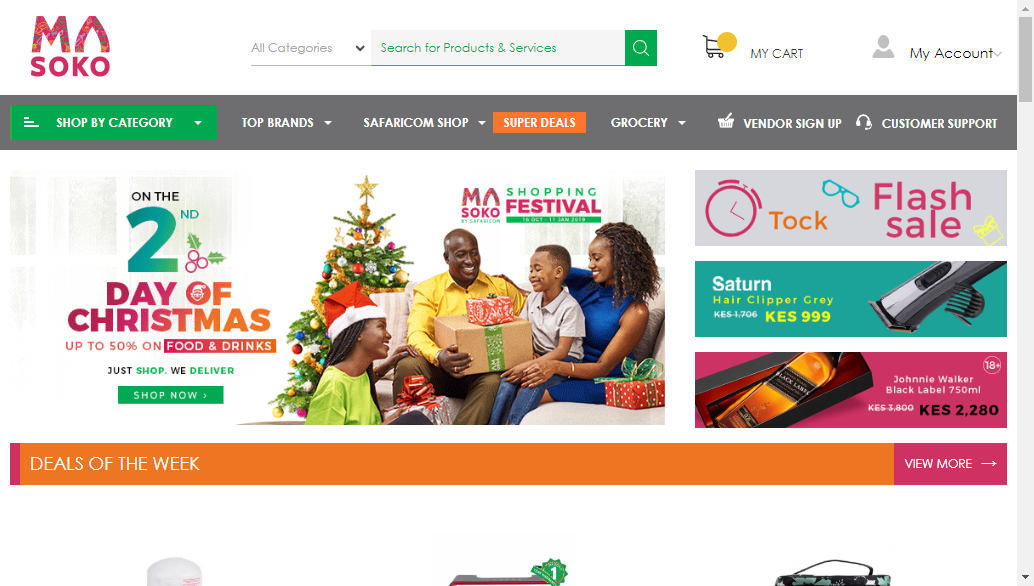 MA
SOKO
All Categories
Search for Products & Services
MY CART
My Account
SHOP BY CATEGORY
TOP BRANDS
SAFARICOM SHOP
SUPER DEALS
GROCERY
VENDOR SIGN UP
CUSTOMER SUPPORT
ON THE
2ND
DAY OF
CHRISTMAS
UP TO 50% ON FOOD & DRINKS
JUST SHOP. WE DELIVER
SHOP NOW ›
MA
SOKO
BY SAFARICOM
SHOPPING
FESTIVAL
16 OCT - 11 JAN 2019
Tock
Flash
sale
Saturn
Hair Clipper Grey
KES 1,706 KES 999
BLACK LABEL
18+
Johnnie Walker
Black Label 750ml
KES 3,800 KES 2,280
DEALS OF THE WEEK
VIEW MORE →
1